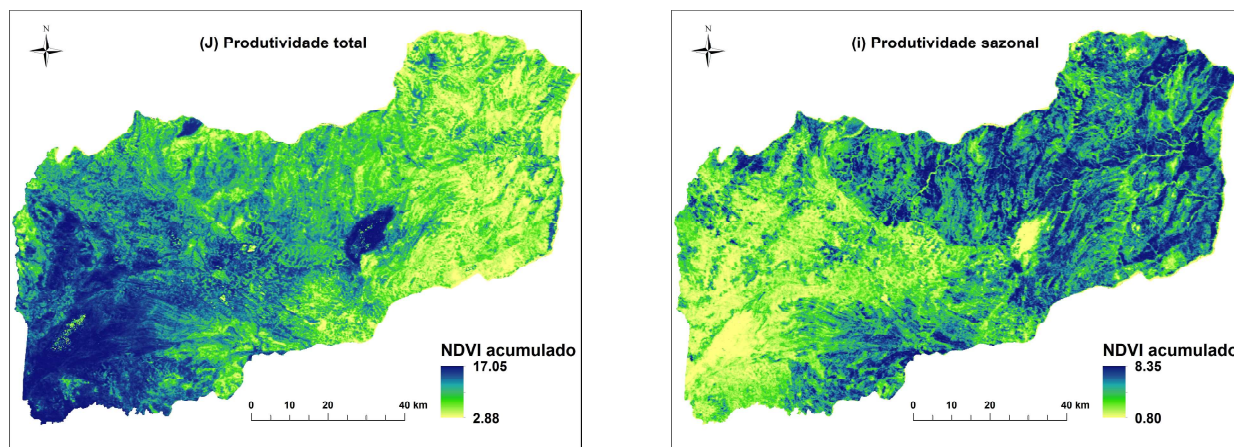 N
(J) Produtividade total
NDVI acumulado
17.05
2.88
0 10 20 40 km
N
(i) Produtividade sazonal
NDVI acumulado
8.35
0.80
0 10 20 40 km